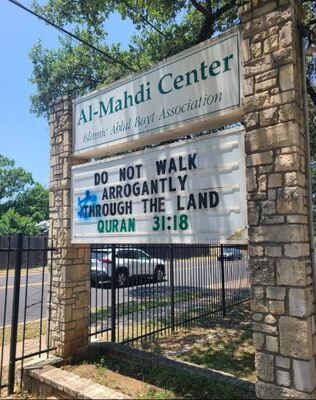 Al-Mahdi Center
Islamic Ahlul Bayt Association
DO NOT WALK
ARROGANTLY
THROUGH THE LAND
QURAN 31:18